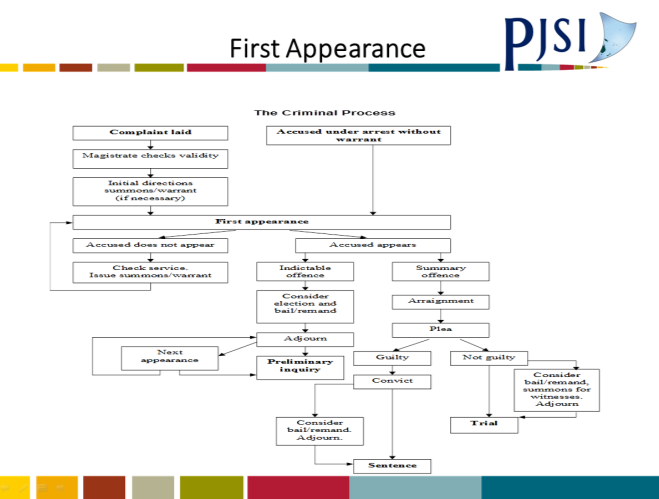 First Appearance
PJSI
The Criminal Process
Complaint laid
Accused under arrest without
warrant
Magistrate checks validity
Initial directions
summons/warrant
(if necessary)
First appearance
Accused does not appear
Accused appears
Check service.
Issue summons/warrant
Indictable
offence
Summary
offence
Consider
election and
bail/remand
Arraignment
Plea
Adjourn
Next
appearance
Preliminary
inquiry
Guilty
Not guilty
Convict
Consider
bail/remand,
summons for
witnesses.
Adjourn
Consider
bail/remand.
Adjourn.
Trial
Sentence